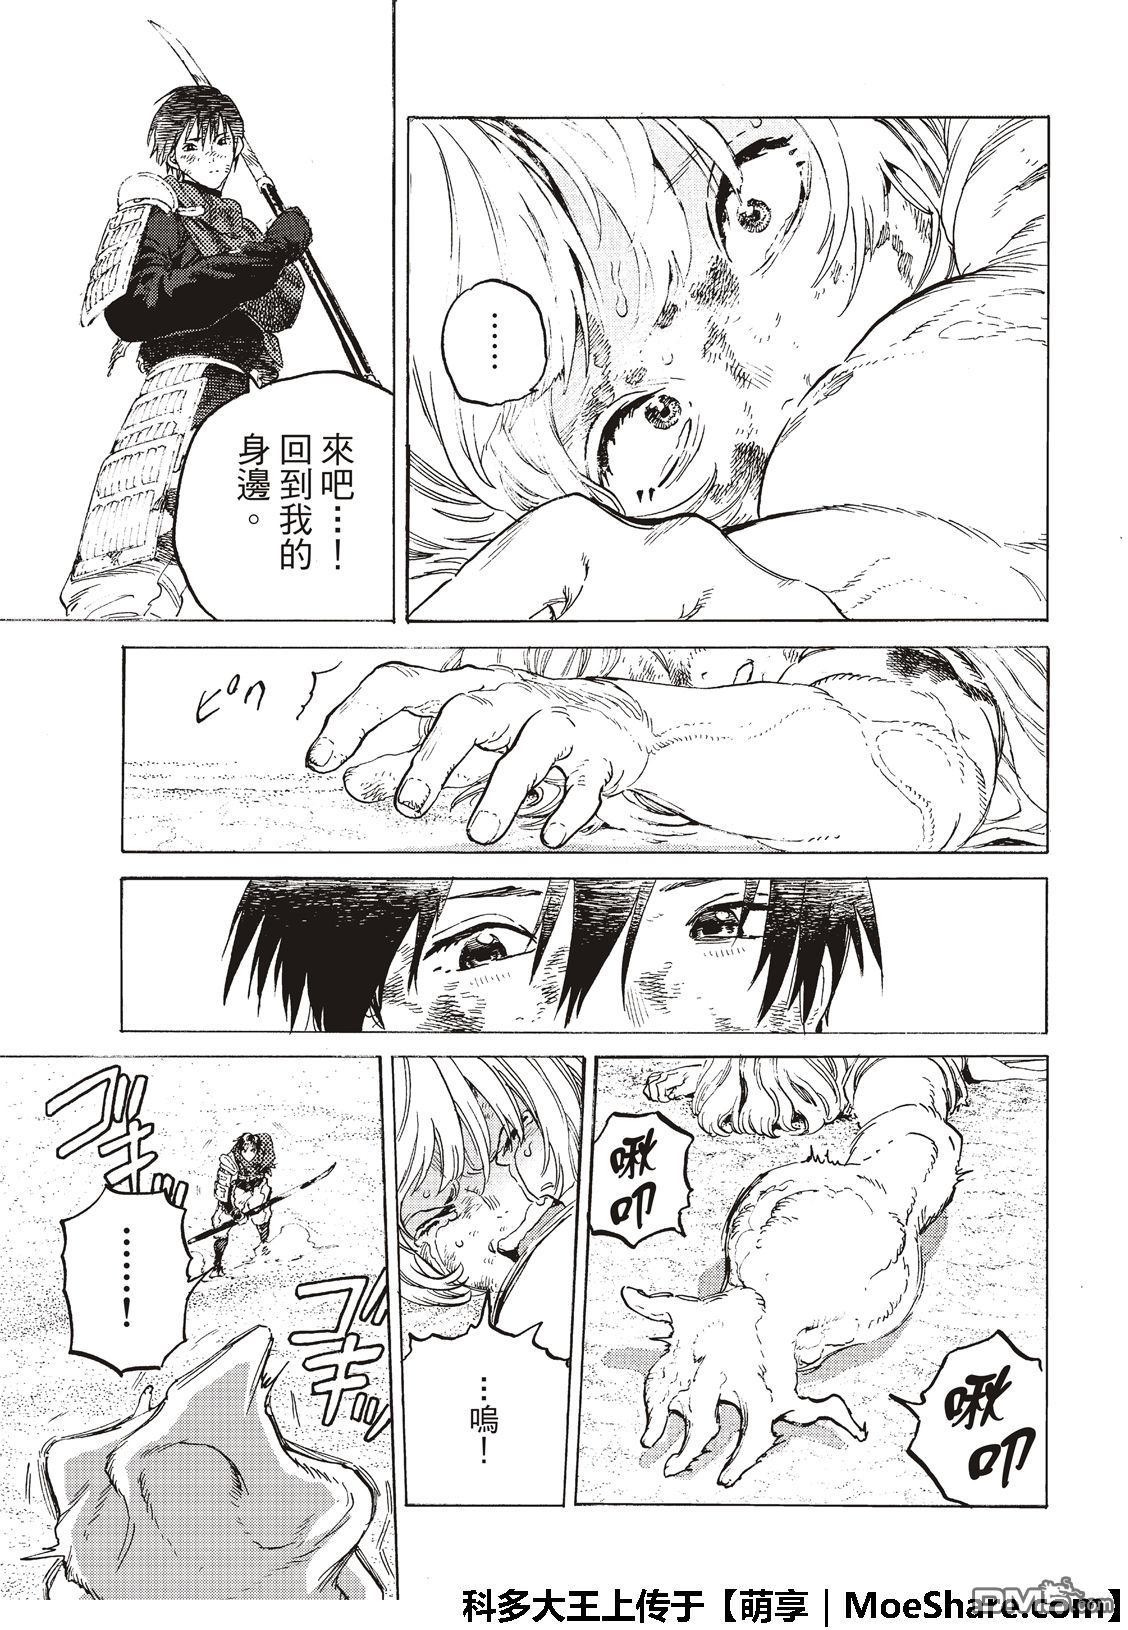 ……
來吧…！
回到我的
身邊。
ピクッ
啾
叩
啾
叩
…嗚！
ゴキッ
ゴキッ
……！
科多大王上传于【萌享 | MoeShare.com】